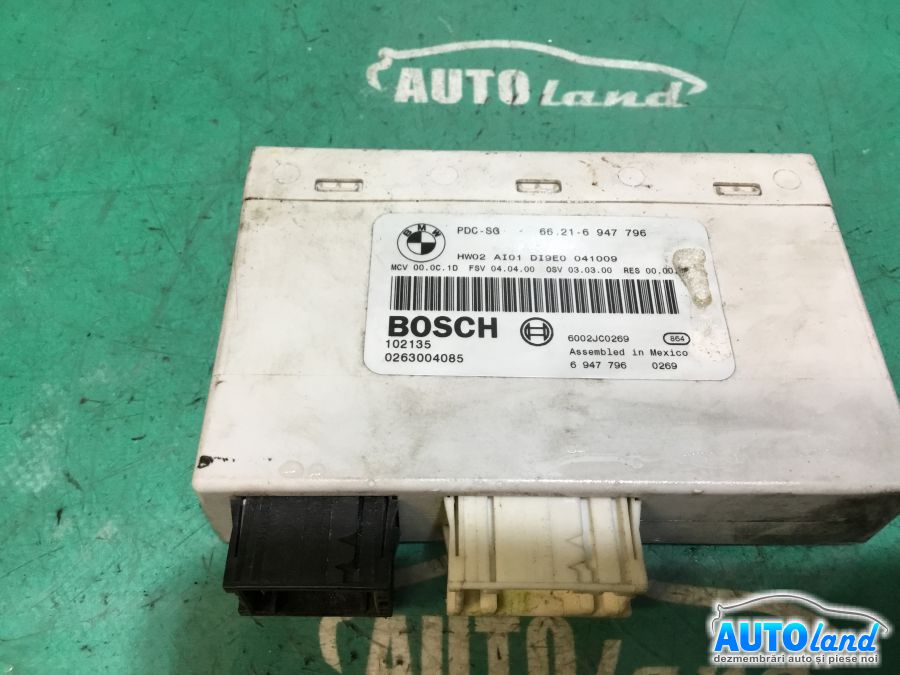 AUTO land
BMW
PDC-SG 66.21-6 947 796
HW02 AI01 DI9E0 041009
MCV 00.0C.1D FSV 04.04.00 OSV 03.03.00 RES 00.00
BOSCH
102135
0263004085
6002JC0269 864
Assembled in Mexico
6 947 796 0269
AUTO land
AUTOland
dezmembrări auto și piese noi